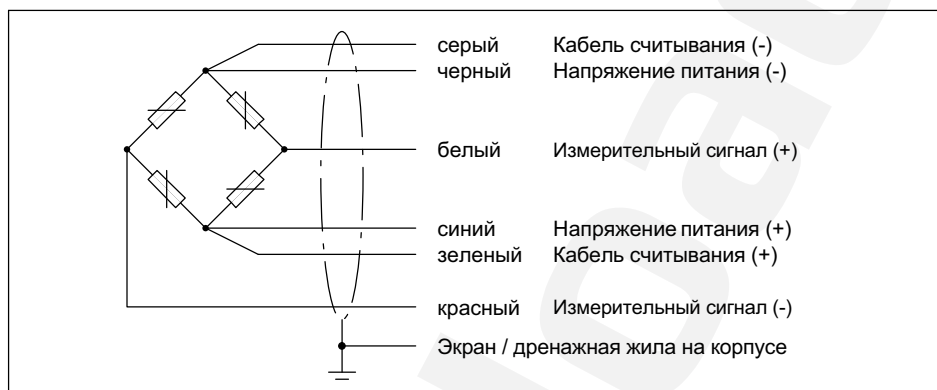 серый Кабель считывания (-)
черный Напряжение питания (-)
белый Измерительный сигнал (+)
синий Напряжение питания (+)
зеленый Кабель считывания (+)
красный Измерительный сигнал (-)
Экран / дренажная жила на корпусе